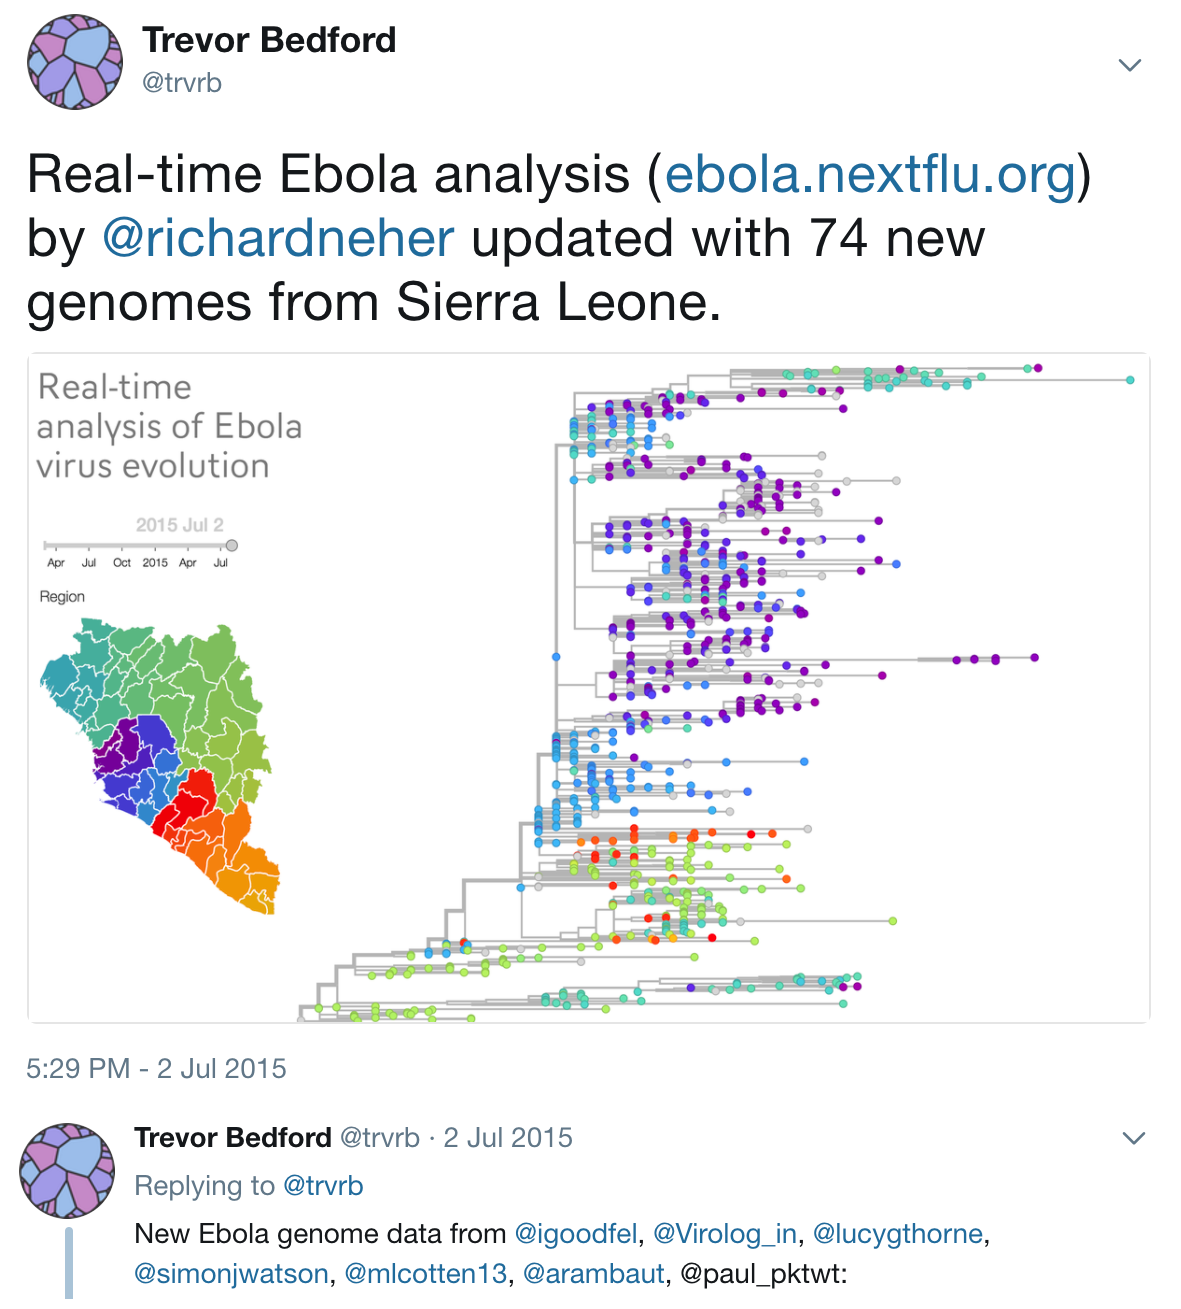 Trevor Bedford
@trvrb
Real-time Ebola analysis (ebola.nextflu.org)
by @richardneher updated with 74 new
genomes from Sierra Leone.
Real-time
analysis of Ebola
virus evolution
2015 Jul 2
Apr Jul Oct 2015 Apr Jul
Region
5:29 PM - 2 Jul 2015
Trevor Bedford @trvrb · 2 Jul 2015
Replying to @trvrb
New Ebola genome data from @igoodfel, @Virolog_in, @lucygthorne,
@simonjwatson, @mlcotten13, @arambaut, @paul_pktwt: